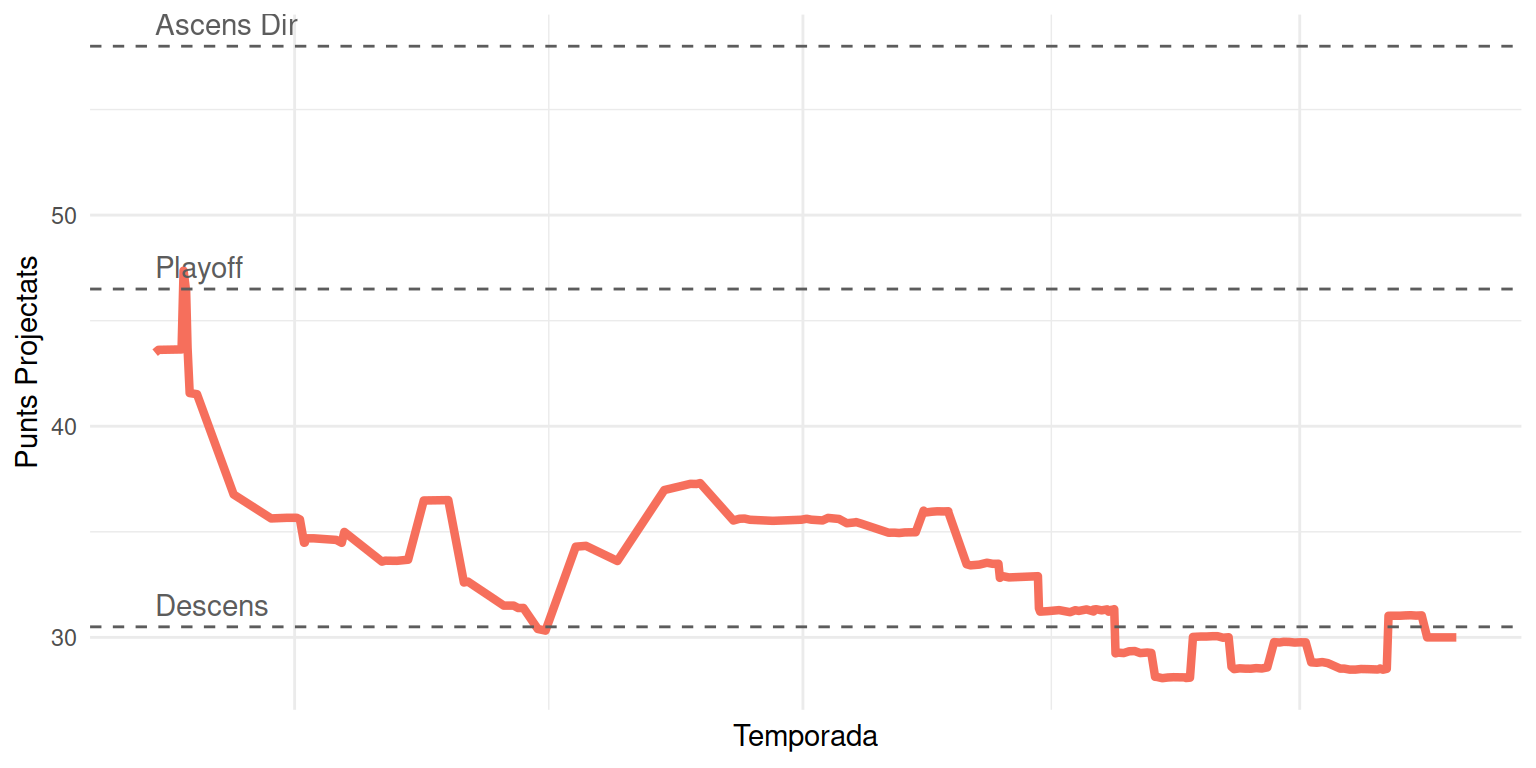 Ascens Dir
50
Playoff
40
Descens
30
Punts Projectats
Temporada